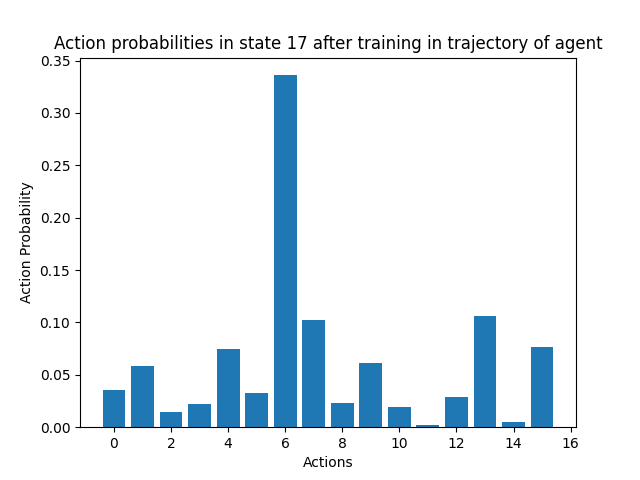 Action probabilities in state 17 after training in trajectory of agent
0.35
0.30
0.25
0.20
0.15
0.10
0.05
0.00
Action Probability
0 2 4 6 8 10 12 14 16
Actions